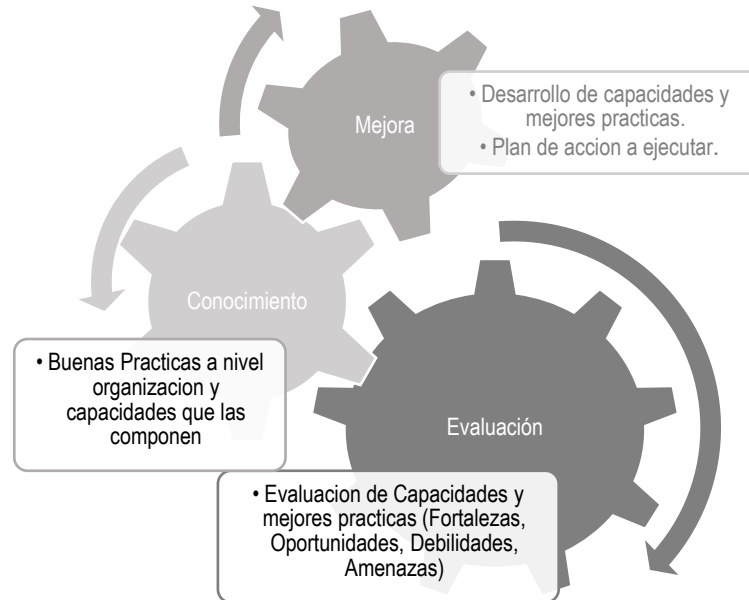 Mejora
• Desarrollo de capacidades y
mejores practicas.
• Plan de accion a ejecutar.
Conocimiento
• Buenas Practicas a nivel
organizacion y
capacidades que las
componen
Evaluación
• Evaluacion de Capacidades y
mejores practicas (Fortalezas,
Oportunidades, Debilidades,
Amenazas)